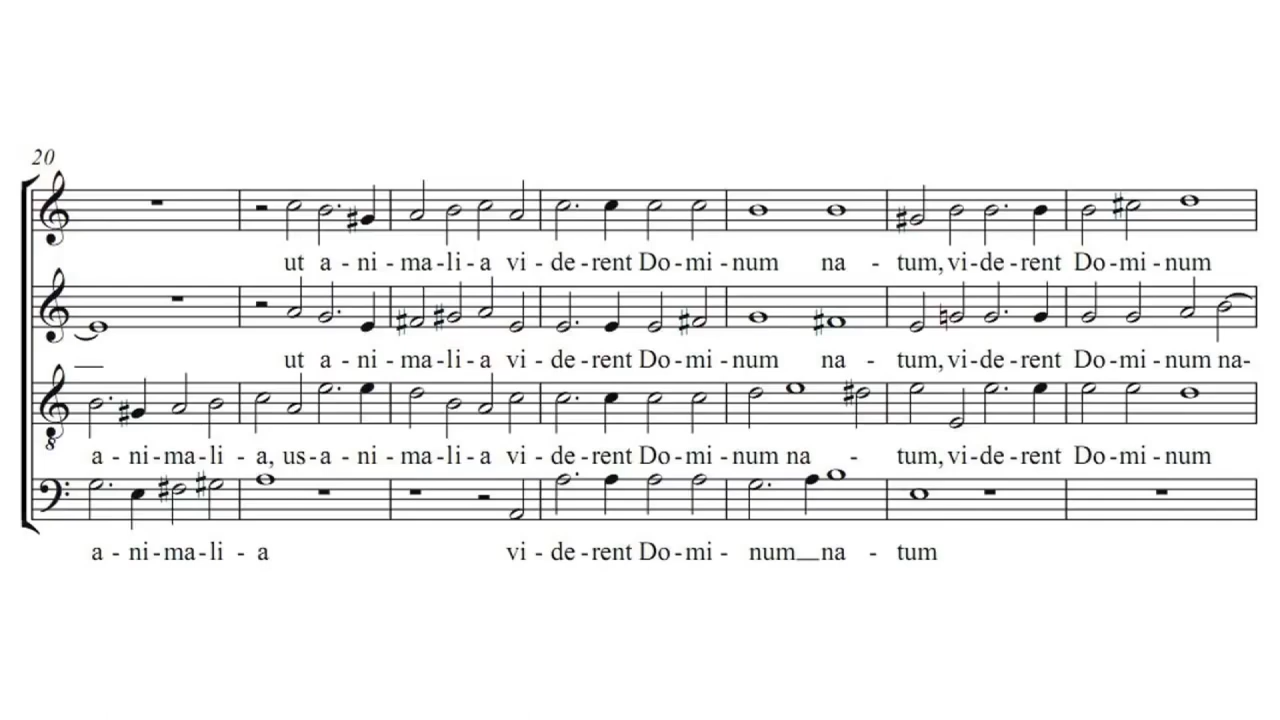 20
ut a - ni - ma - li - a vi - de - rent Do - mi - num na - tum, vi - de - rent Do - mi - num
ut a - ni - ma - li - a vi - de - rent Do - mi - num na - tum, vi - de - rent Do - mi - num na -
8
a - ni - ma - li - a, us - a - ni - ma - li - a vi - de - rent Do - mi - num na - tum, vi - de - rent Do - mi - num
a - ni - ma - li - a vi - de - rent Do - mi - num na - tum